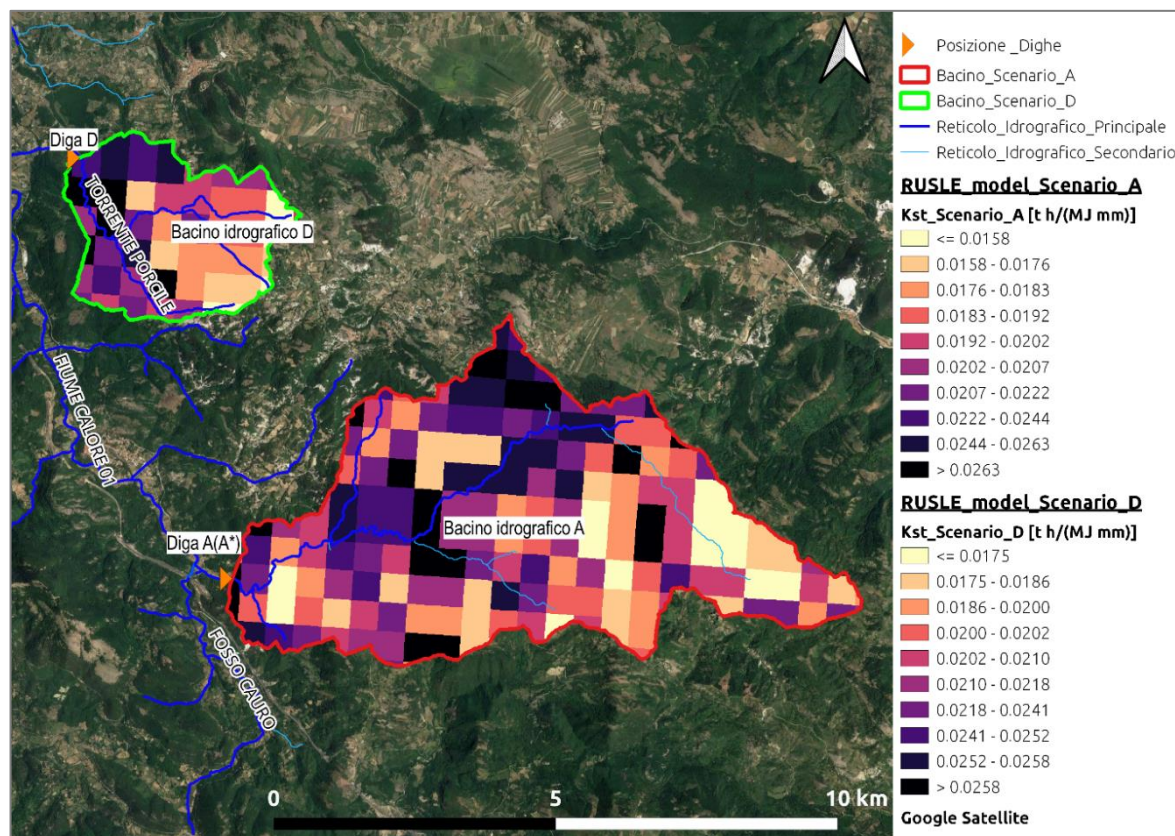 Diga D
TORRENTE PORCILE
Bacino idrografico D
FIUME CALORE 01
Diga A(A*)
Bacino idrografico A
FOSSO CAURO
0 5 10 km
Posizione _Dighe
Bacino_Scenario_A
Bacino_Scenario_D
Reticolo_Idrografico_Principale
Reticolo_Idrografico_Secondario
RUSLE_model_Scenario_A
Kst_Scenario_A [t h/(MJ mm)]
<= 0.0158
0.0158 - 0.0176
0.0176 - 0.0183
0.0183 - 0.0192
0.0192 - 0.0202
0.0202 - 0.0207
0.0207 - 0.0222
0.0222 - 0.0244
0.0244 - 0.0263
> 0.0263
RUSLE_model_Scenario_D
Kst_Scenario_D [t h/(MJ mm)]
<= 0.0175
0.0175 - 0.0186
0.0186 - 0.0200
0.0200 - 0.0202
0.0202 - 0.0210
0.0210 - 0.0218
0.0218 - 0.0241
0.0241 - 0.0252
0.0252 - 0.0258
> 0.0258
Google Satellite